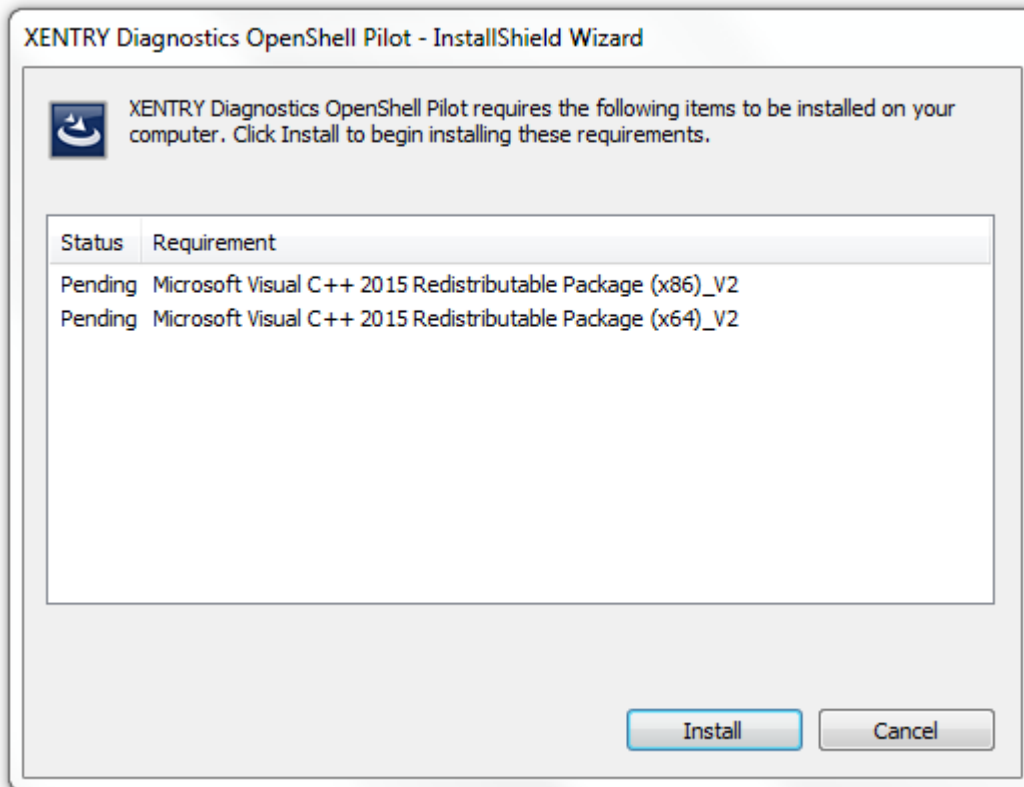 XENTRY Diagnostics OpenShell Pilot - InstallShield Wizard
XENTRY Diagnostics OpenShell Pilot requires the following items to be installed on your
computer. Click Install to begin installing these requirements.
Status Requirement
Pending Microsoft Visual C++ 2015 Redistributable Package (x86)_V2
Pending Microsoft Visual C++ 2015 Redistributable Package (x64)_V2
Install Cancel